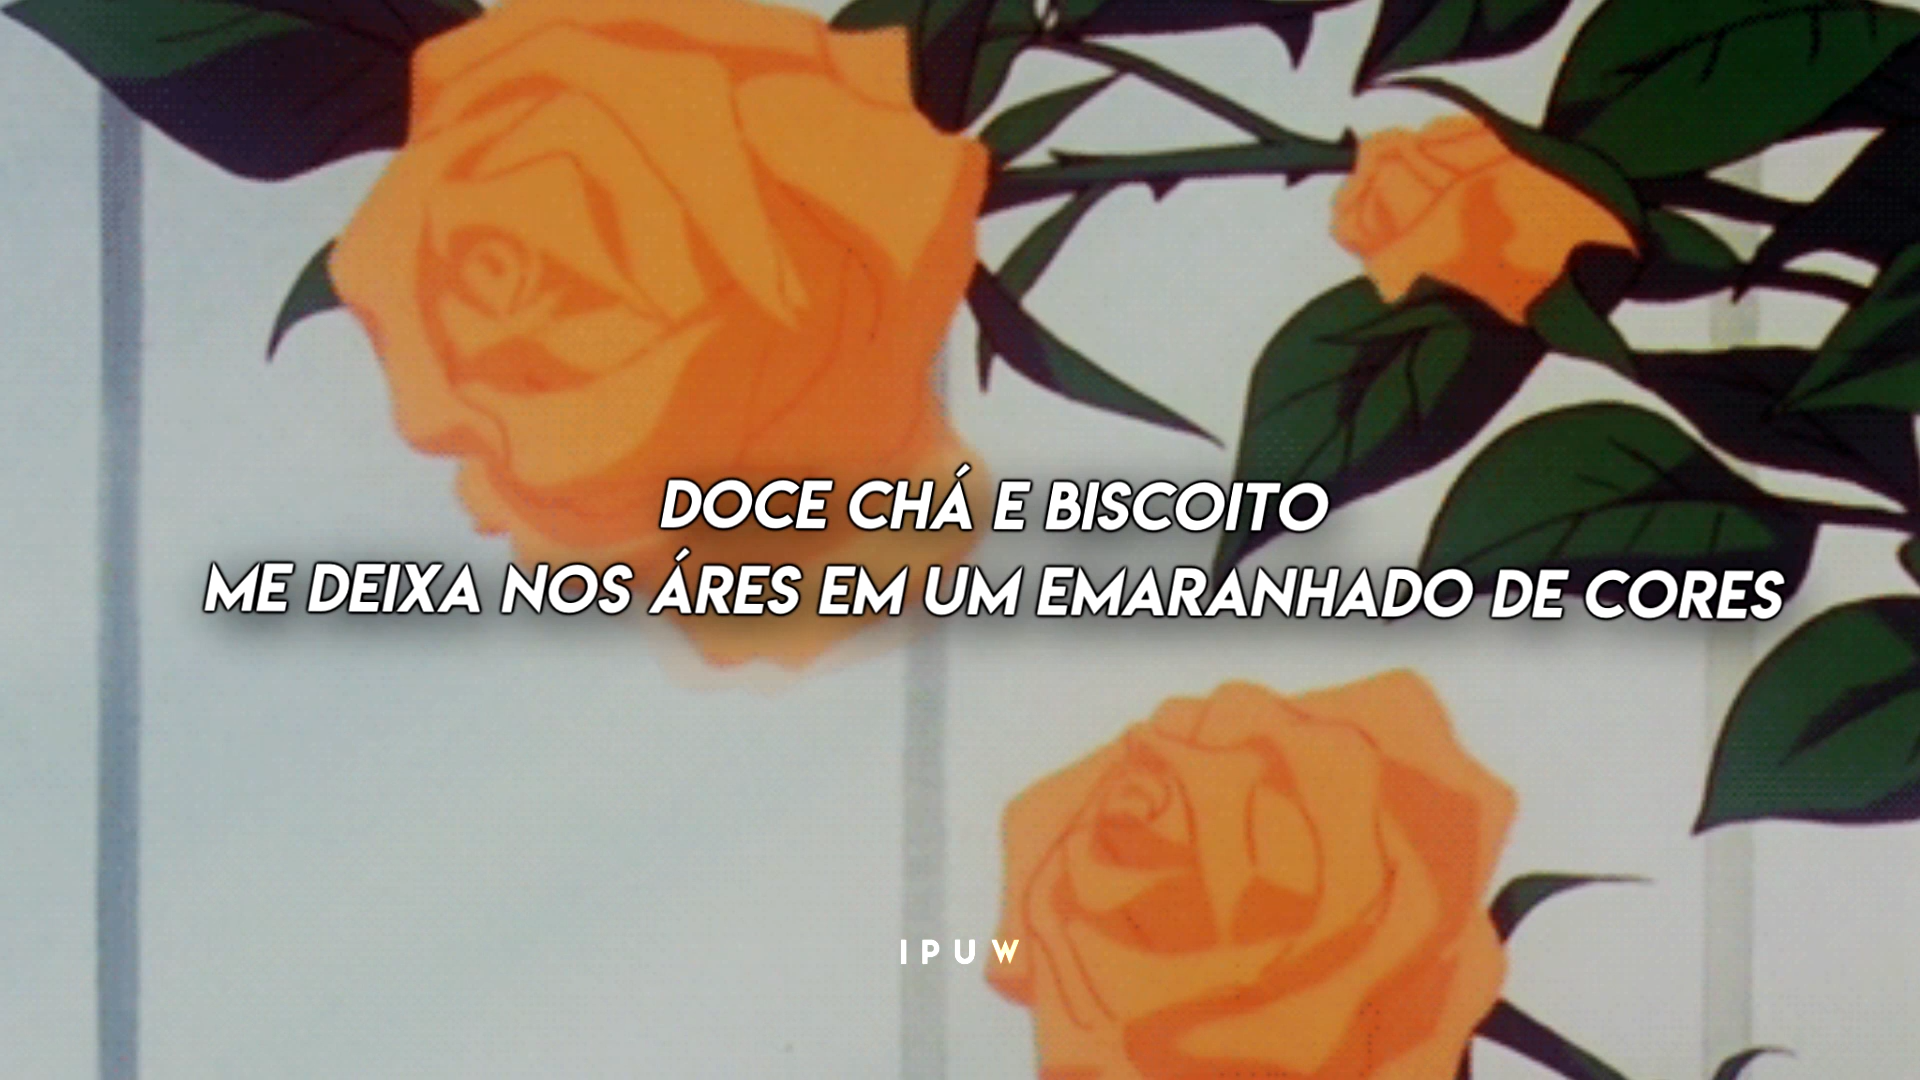 DOCE CHÁ E BISCOITO
ME DEIXA NOS ÁRES EM UM EMARANHADO DE CORES
IPUW